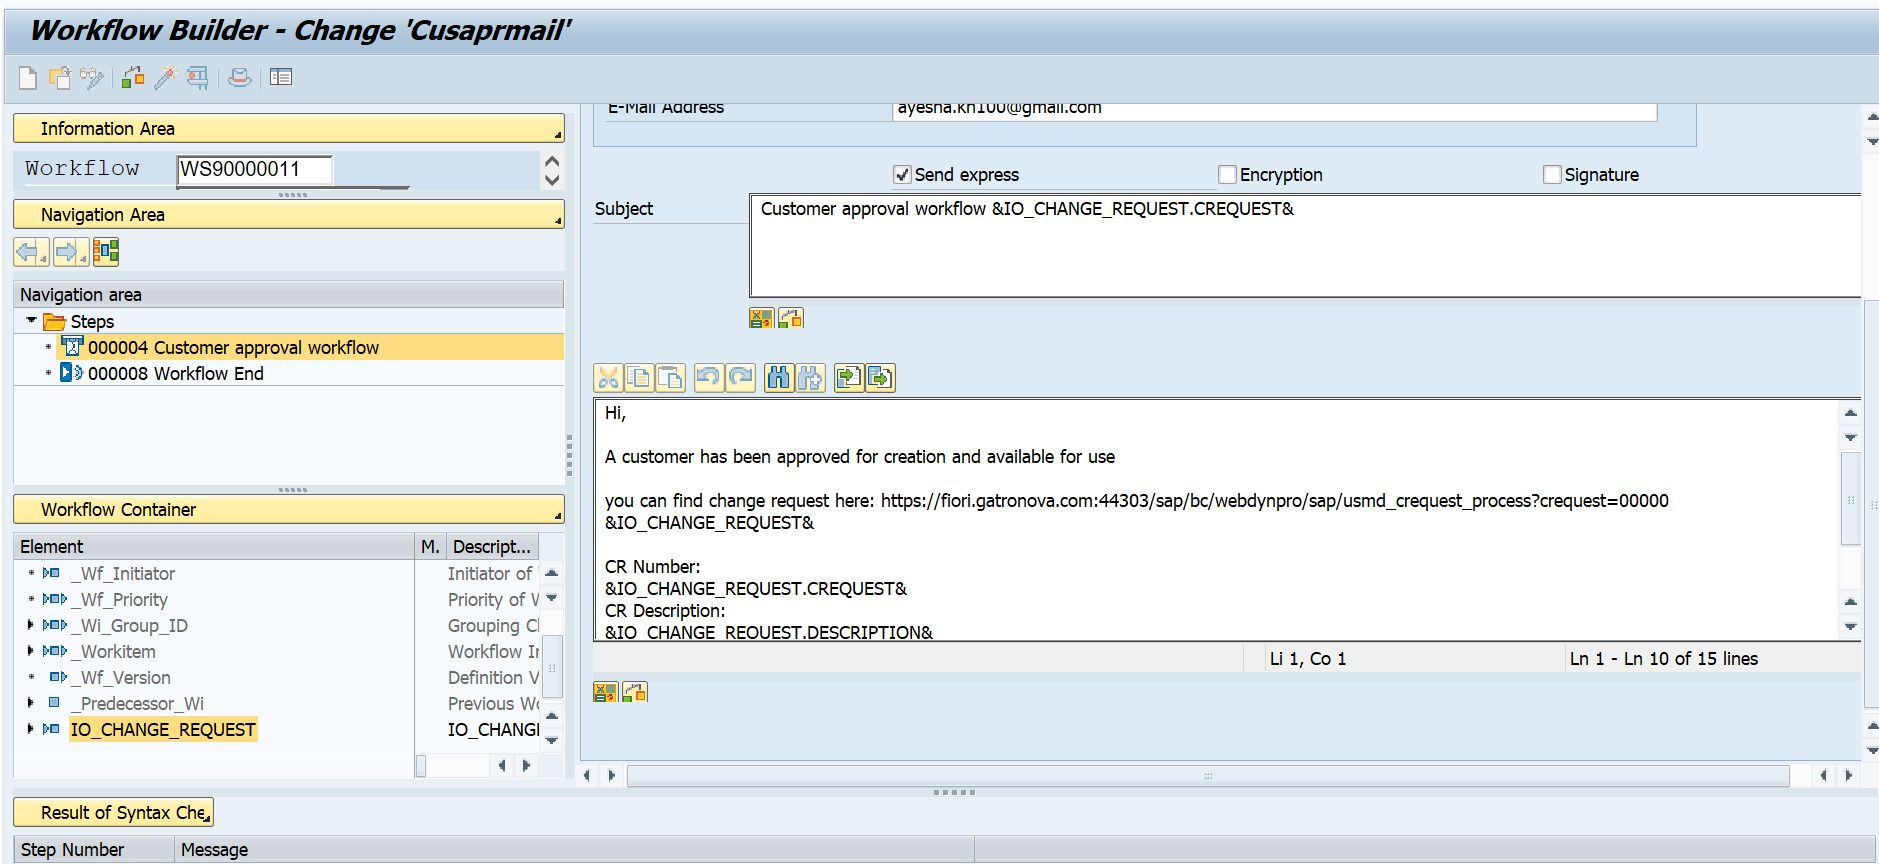 Workflow Builder - Change 'Cusaprmail'
Information Area
Workflow WS90000011
Navigation Area
Navigation area
Steps
000004 Customer approval workflow
000008 Workflow End
Workflow Container
Element M. Descript...
_Wf_Initiator Initiator of
_Wf_Priority Priority of W
_Wi_Group_ID Grouping Cl
_Workitem Workflow Ir
_Wf_Version Definition V
_Predecessor_Wi Previous Wo
IO_CHANGE_REQUEST IO_CHANGE
E-Mail Address ayesha.kh100@gmail.com
Send express Encryption Signature
Subject Customer approval workflow &IO_CHANGE_REQUEST.CREQUEST&
Hi,
A customer has been approved for creation and available for use
you can find change request here: https://fiori.gatronova.com:44303/sap/bc/webdynpro/sap/usmd_crequest_process?crequest=00000
&IO_CHANGE_REQUEST&
CR Number:
&IO_CHANGE_REQUEST.CREQUEST&
CR Description:
&IO_CHANGE_REQUEST.DESCRIPTION&
Li 1, Co 1 Ln 1 - Ln 10 of 15 lines
Result of Syntax Che
Step Number Message